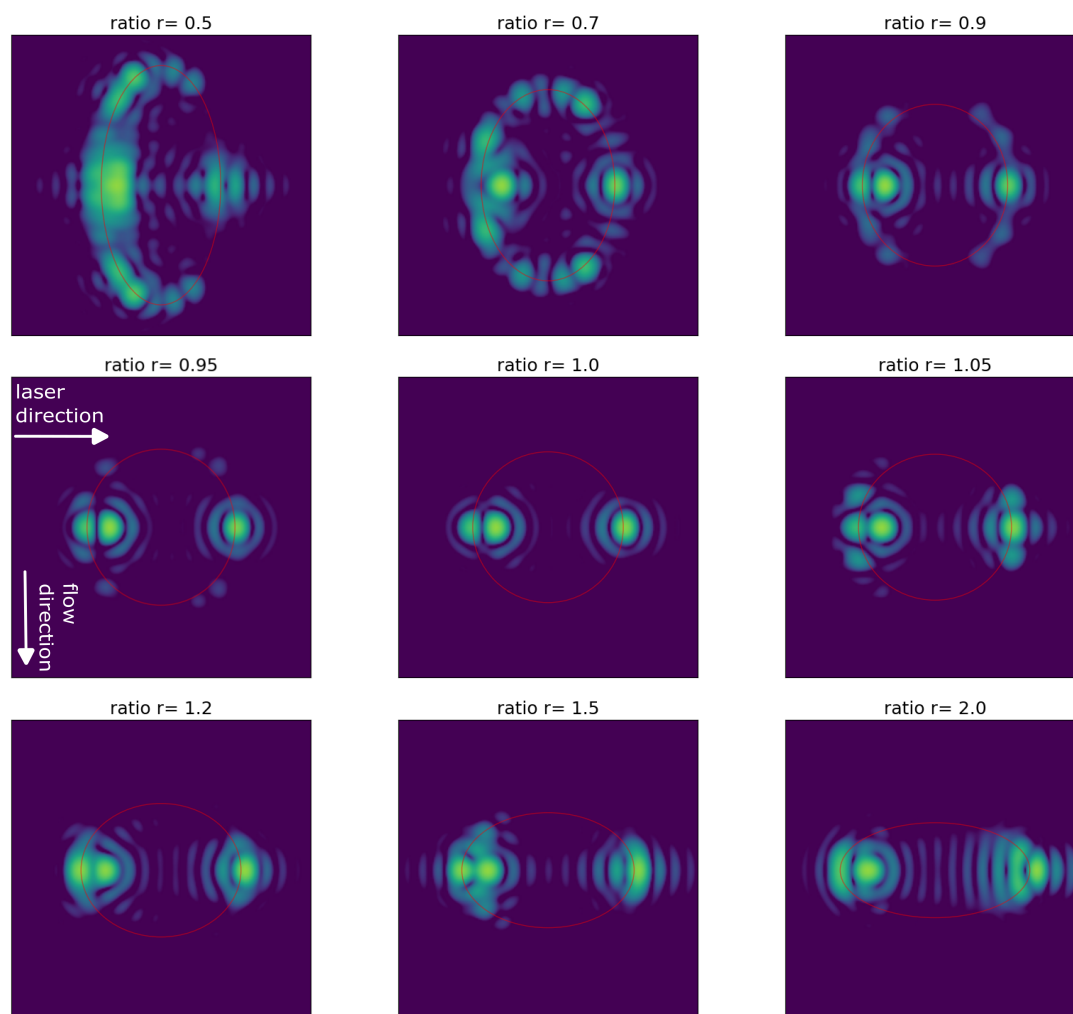 ratio r= 0.5
ratio r= 0.7
ratio r= 0.9
ratio r= 0.95
ratio r= 1.0
ratio r= 1.05
laser
direction
flow
direction
ratio r= 1.2
ratio r= 1.5
ratio r= 2.0